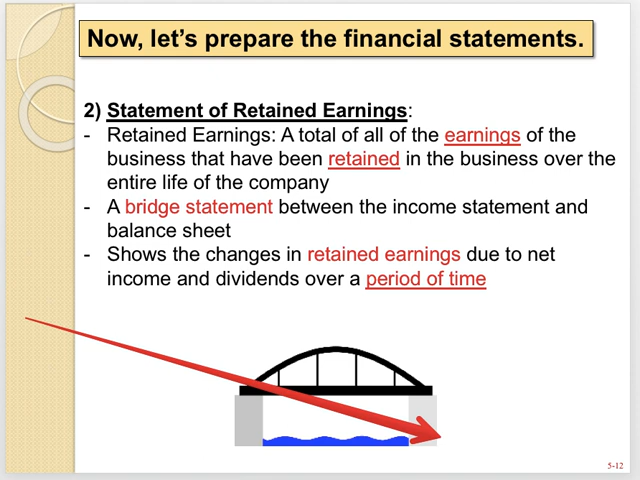 Now, let's prepare the financial statements.
2) Statement of Retained Earnings:
- Retained Earnings: A total of all of the earnings of the
business that have been retained in the business over the
entire life of the company
- A bridge statement between the income statement and
balance sheet
- Shows the changes in retained earnings due to net
income and dividends over a period of time
5-12